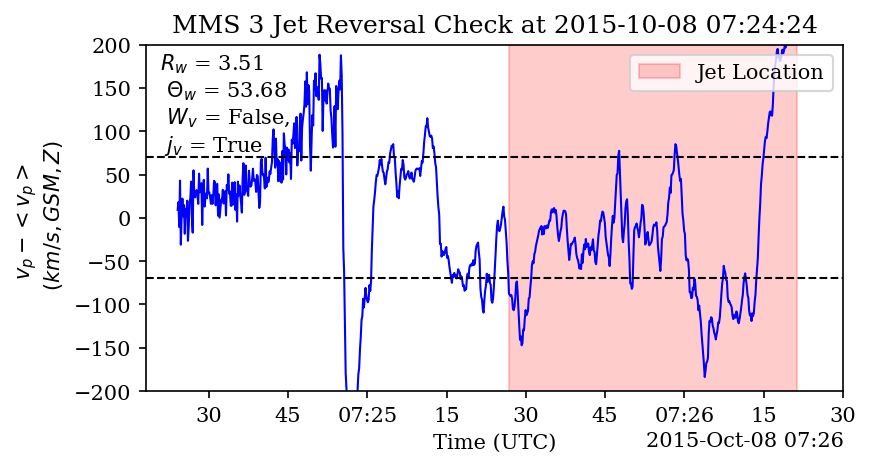 MMS 3 Jet Reversal Check at 2015-10-08 07:24:24
R_w = 3.51
Θ_w = 53.68
W_v = False,
j_v = True
Jet Location
v_p − < v_p >
(km/s, GSM, Z)
200
150
100
50
0
−50
−100
−150
−200
30 45 07:25 15 30 45 07:26 15 30
Time (UTC)
2015-Oct-08 07:26